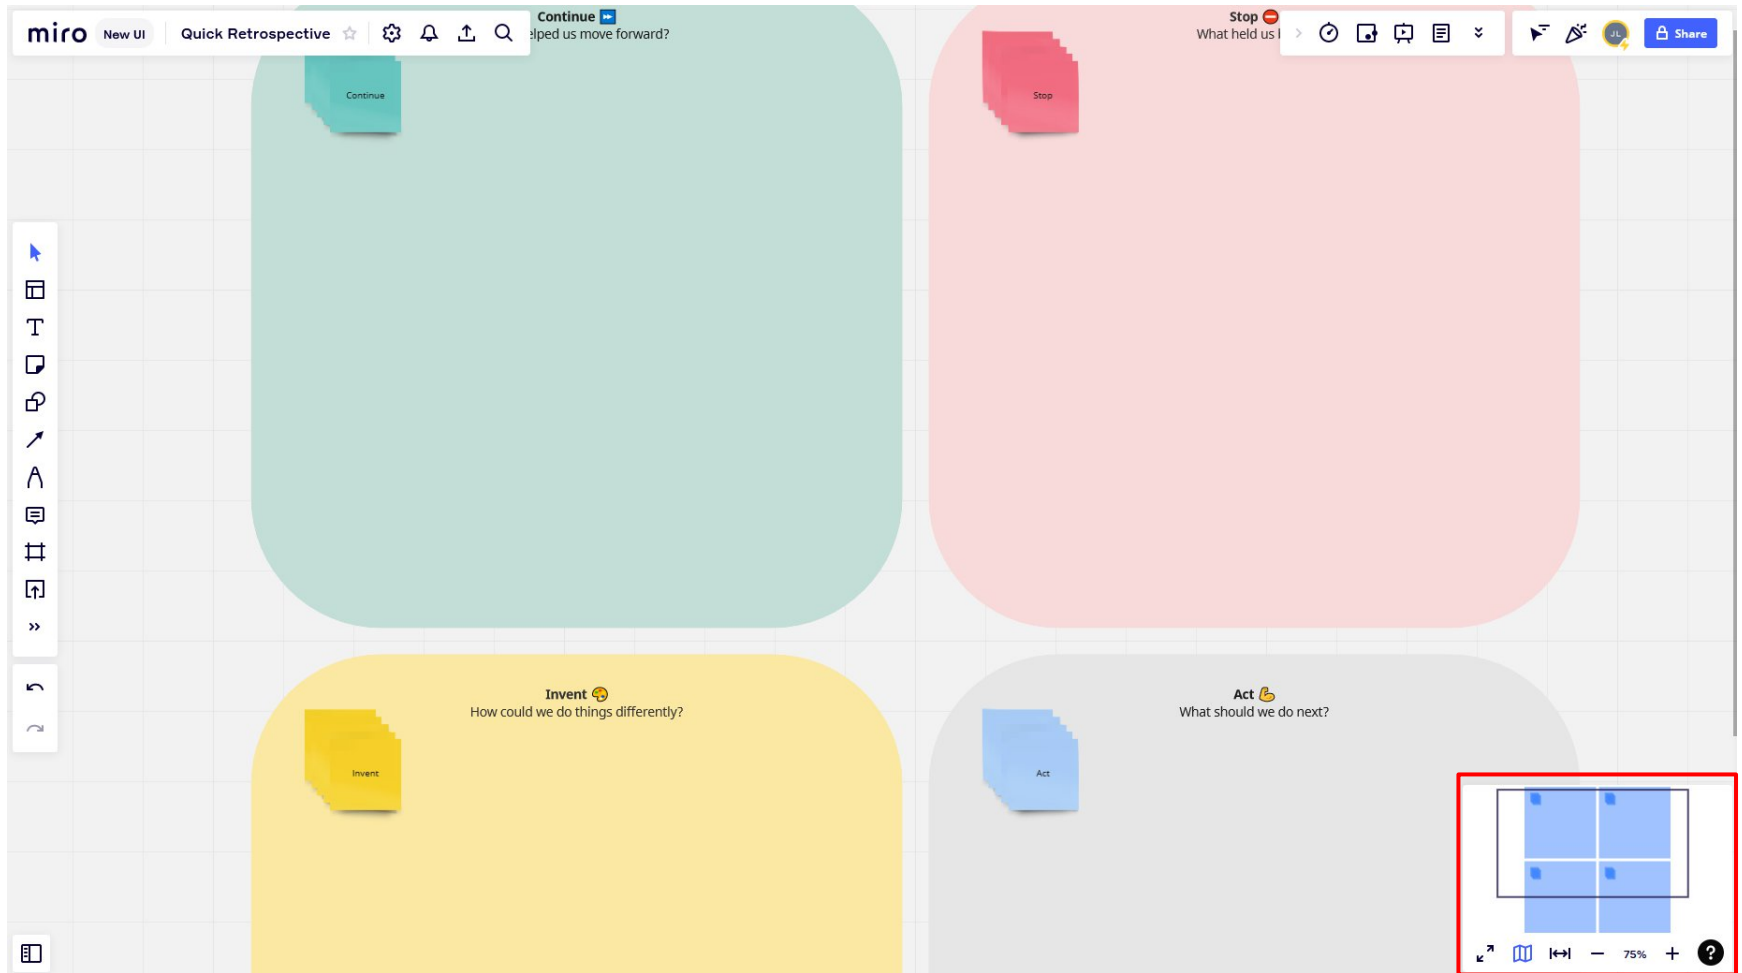 miro New UI Quick Retrospective
Continue
elped us move forward?
Stop
What held us
JL
Share
Continue
Stop
Invent
How could we do things differently?
Act
What should we do next?
Invent
Act
75%
?